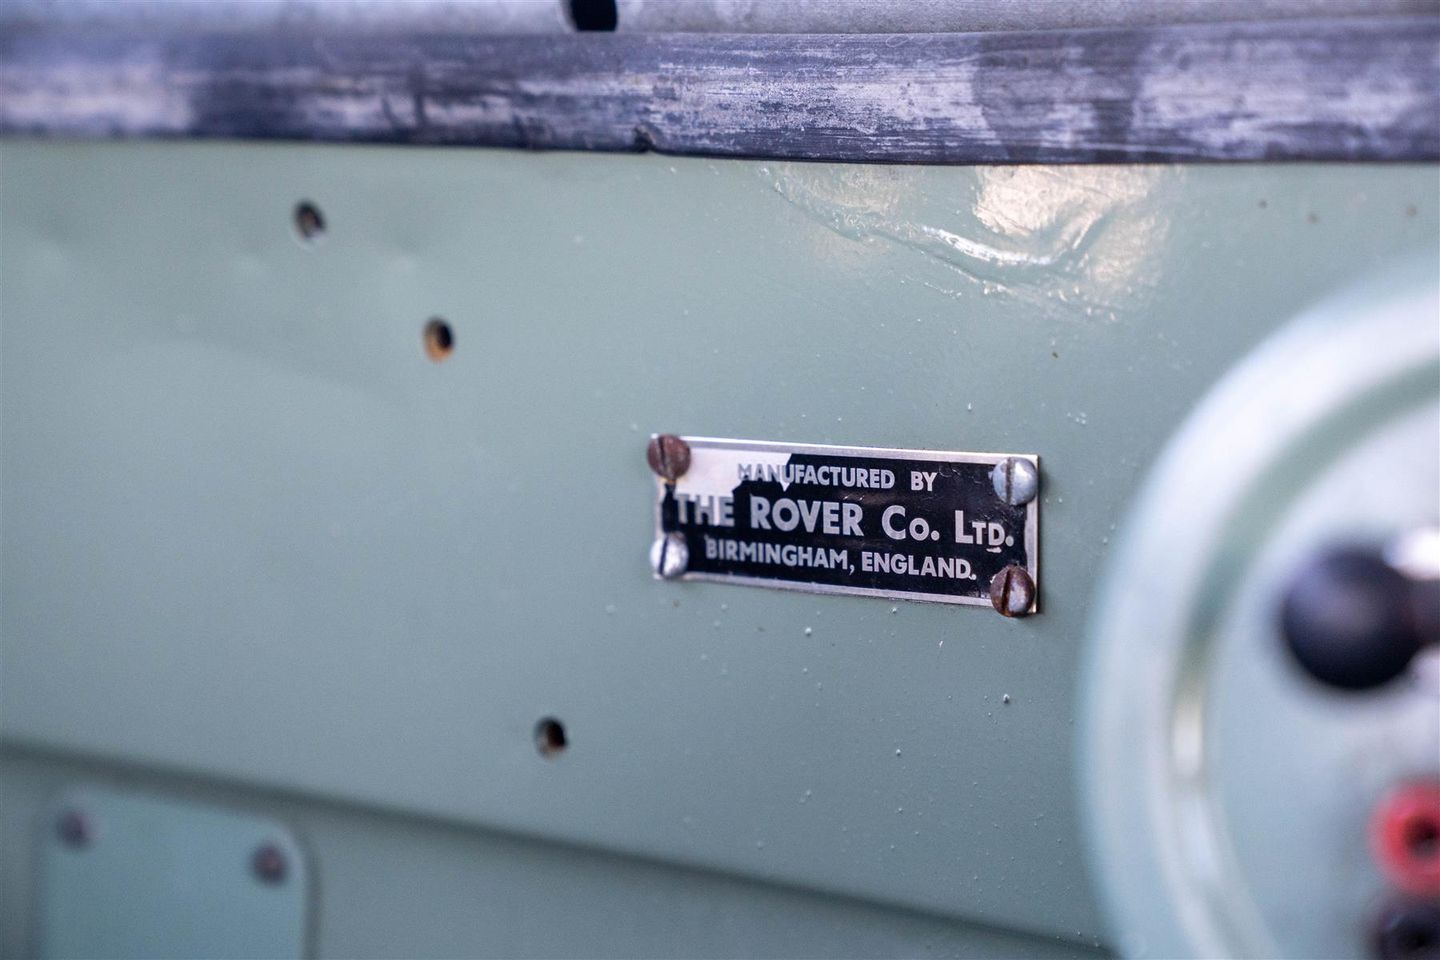 MANUFACTURED BY
THE ROVER CO. LTD.
BIRMINGHAM, ENGLAND.